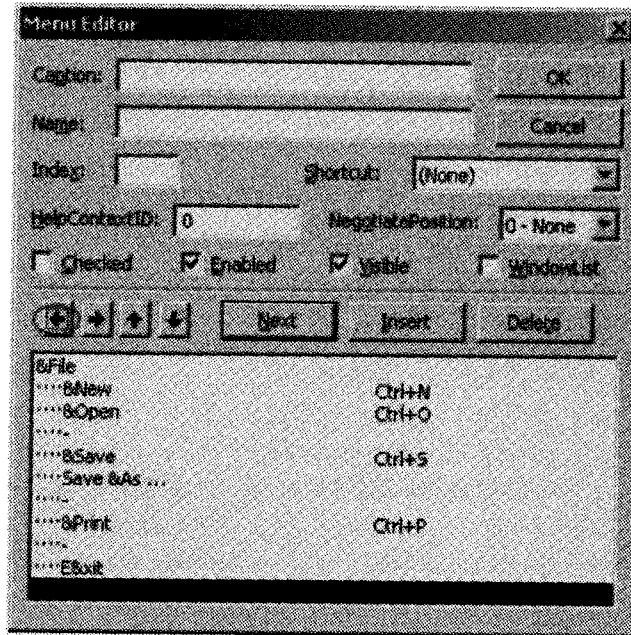 Menu Editor
Caption: OK
Name: Cancel
Index: Shortcut: (None)
HelpContextID: 0 NegotiatePosition: 0 - None
Checked Enabled Visible WindowList
Next Insert Delete
&File
····&New Ctrl+N
····&Open Ctrl+O
····-
····&Save Ctrl+S
····Save &As ...
····-
····&Print Ctrl+P
····-
····E&xit